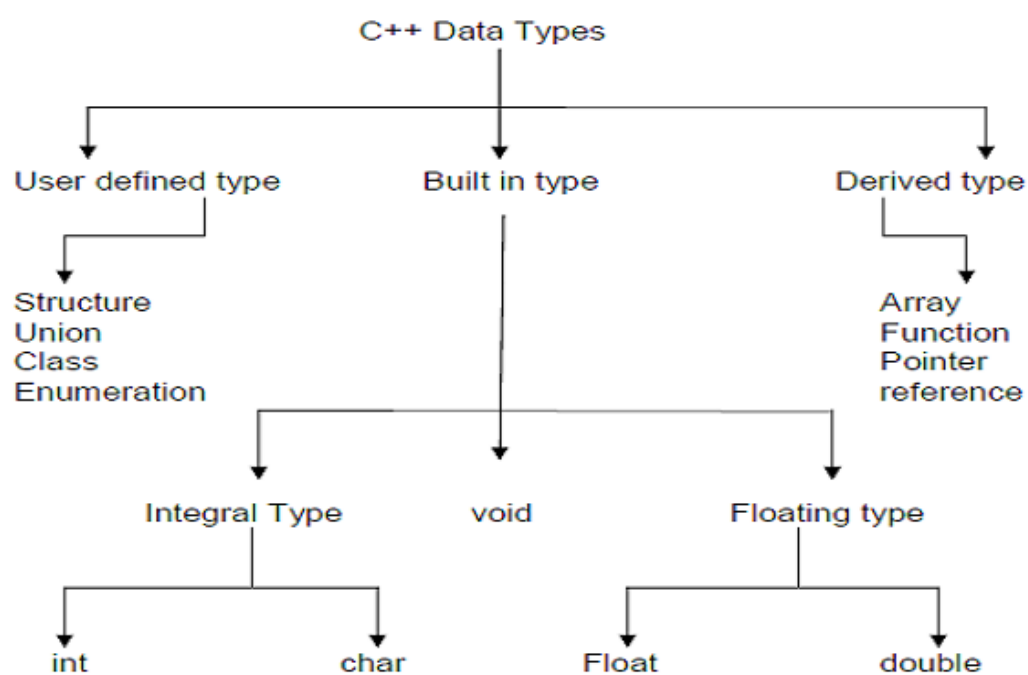 C++ Data Types
User defined type
Built in type
Derived type
Structure
Union
Class
Enumeration
Array
Function
Pointer
reference
Integral Type
void
Floating type
int
char
Float
double